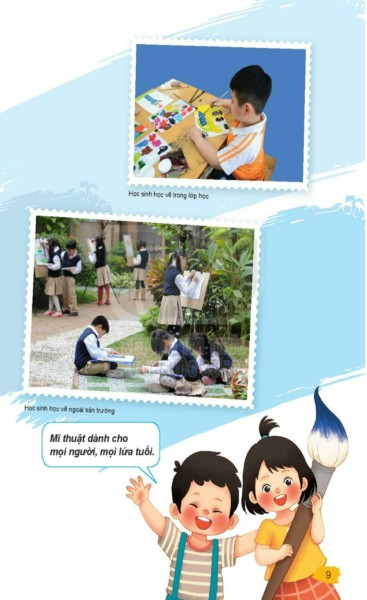 Học sinh học vẽ trong lớp học
Học sinh học vẽ ngoài sân trường
Mĩ thuật dành cho
mọi người, mọi lứa tuổi.
9